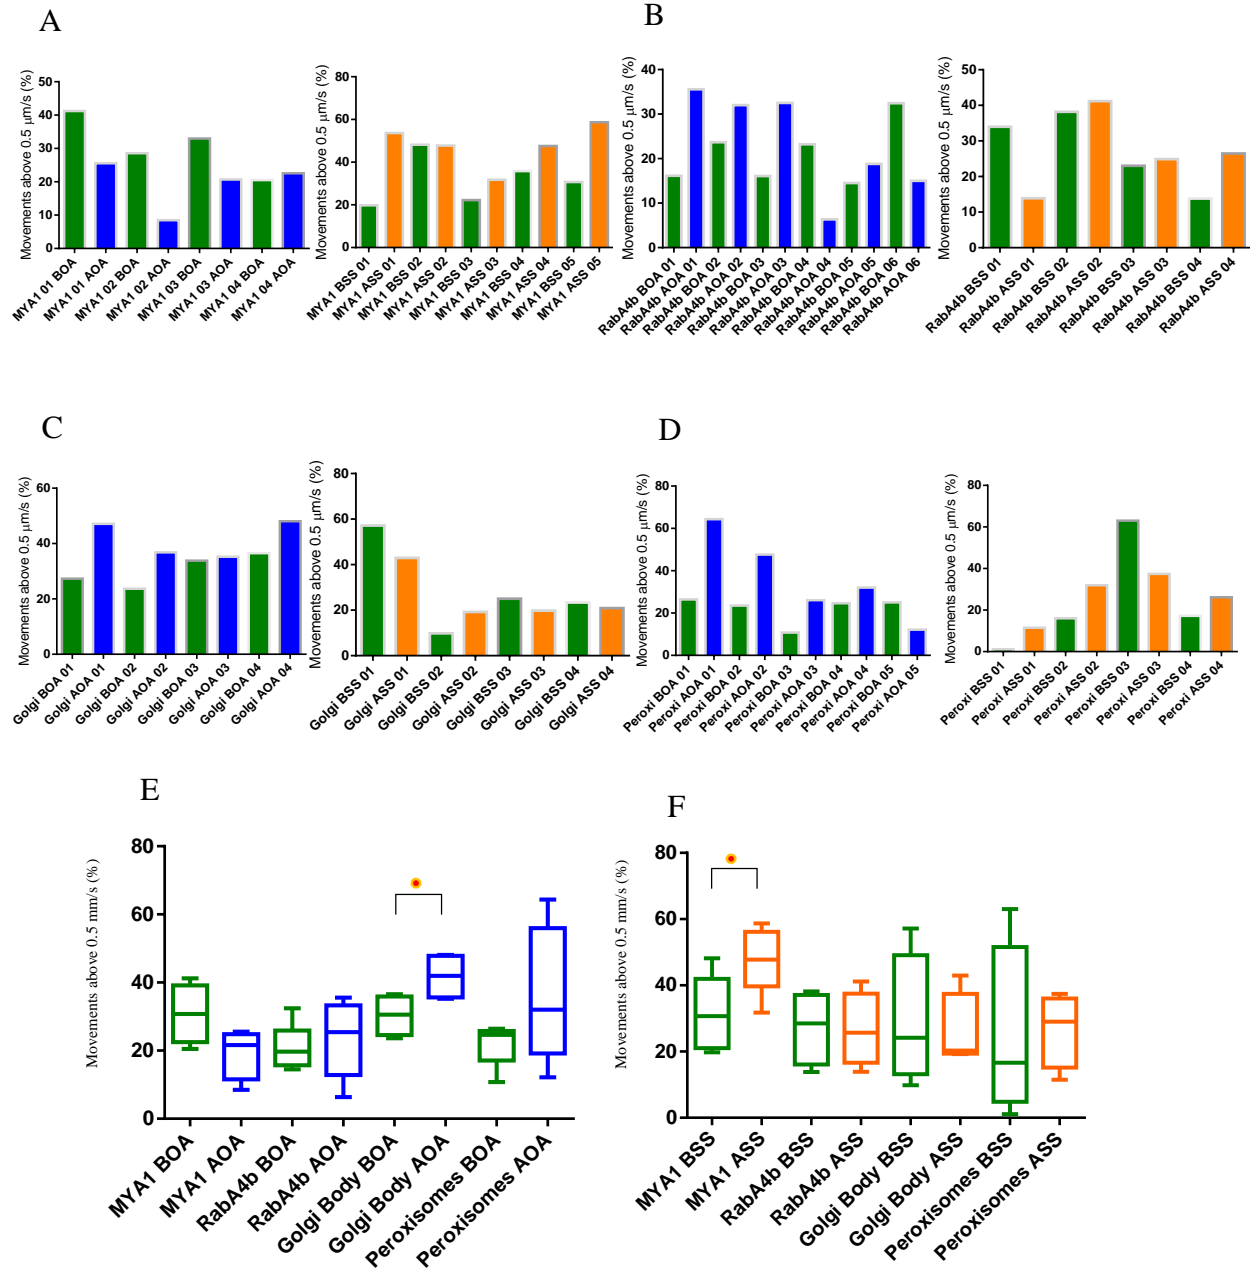 A
Movements above 0.5 μm/s (%)
50
40
30
20
10
0
MYA1 01 BOA
MYA1 01 AOA
MYA1 02 BOA
MYA1 02 AOA
MYA1 03 BOA
MYA1 03 AOA
MYA1 04 BOA
MYA1 04 AOA
Movements above 0.5 μm/s (%)
80
60
40
20
0
MYA1 BSS 01
MYA1 ASS 01
MYA1 BSS 02
MYA1 ASS 02
MYA1 BSS 03
MYA1 ASS 03
MYA1 BSS 04
MYA1 ASS 04
MYA1 BSS 05
MYA1 ASS 05
B
Movements above 0.5 μm/s (%)
40
30
20
10
0
RabA4b BOA 01
RabA4b AOA 01
RabA4b BOA 02
RabA4b AOA 02
RabA4b BOA 03
RabA4b AOA 03
RabA4b BOA 04
RabA4b AOA 04
RabA4b BOA 05
RabA4b AOA 05
RabA4b BOA 06
RabA4b AOA 06
Movements above 0.5 μm/s (%)
50
40
30
20
10
0
RabA4b BSS 01
RabA4b ASS 01
RabA4b BSS 02
RabA4b ASS 02
RabA4b BSS 03
RabA4b ASS 03
RabA4b BSS 04
RabA4b ASS 04
C
Movements above 0.5 μm/s (%)
60
40
20
0
Golgi BOA 01
Golgi AOA 01
Golgi BOA 02
Golgi AOA 02
Golgi BOA 03
Golgi AOA 03
Golgi BOA 04
Golgi AOA 04
Movements above 0.5 μm/s (%)
80
60
40
20
0
Golgi BSS 01
Golgi ASS 01
Golgi BSS 02
Golgi ASS 02
Golgi BSS 03
Golgi ASS 03
Golgi BSS 04
Golgi ASS 04
D
Movements above 0.5 μm/s (%)
80
60
40
20
0
Peroxi BOA 01
Peroxi AOA 01
Peroxi BOA 02
Peroxi AOA 02
Peroxi BOA 03
Peroxi AOA 03
Peroxi BOA 04
Peroxi AOA 04
Peroxi BOA 05
Peroxi AOA 05
Movements above 0.5 μm/s (%)
80
60
40
20
0
Peroxi BSS 01
Peroxi ASS 01
Peroxi BSS 02
Peroxi ASS 02
Peroxi BSS 03
Peroxi ASS 03
Peroxi BSS 04
Peroxi ASS 04
E
Movements above 0.5 mm/s (%)
80
60
40
20
0
MYA1 BOA
MYA1 AOA
RabA4b BOA
RabA4b AOA
Golgi Body BOA
Golgi Body AOA
Peroxisomes BOA
Peroxisomes AOA
F
Movements above 0.5 mm/s (%)
80
60
40
20
0
MYA1 BSS
MYA1 ASS
RabA4b BSS
RabA4b ASS
Golgi Body BSS
Golgi Body ASS
Peroxisomes BSS
Peroxisomes ASS